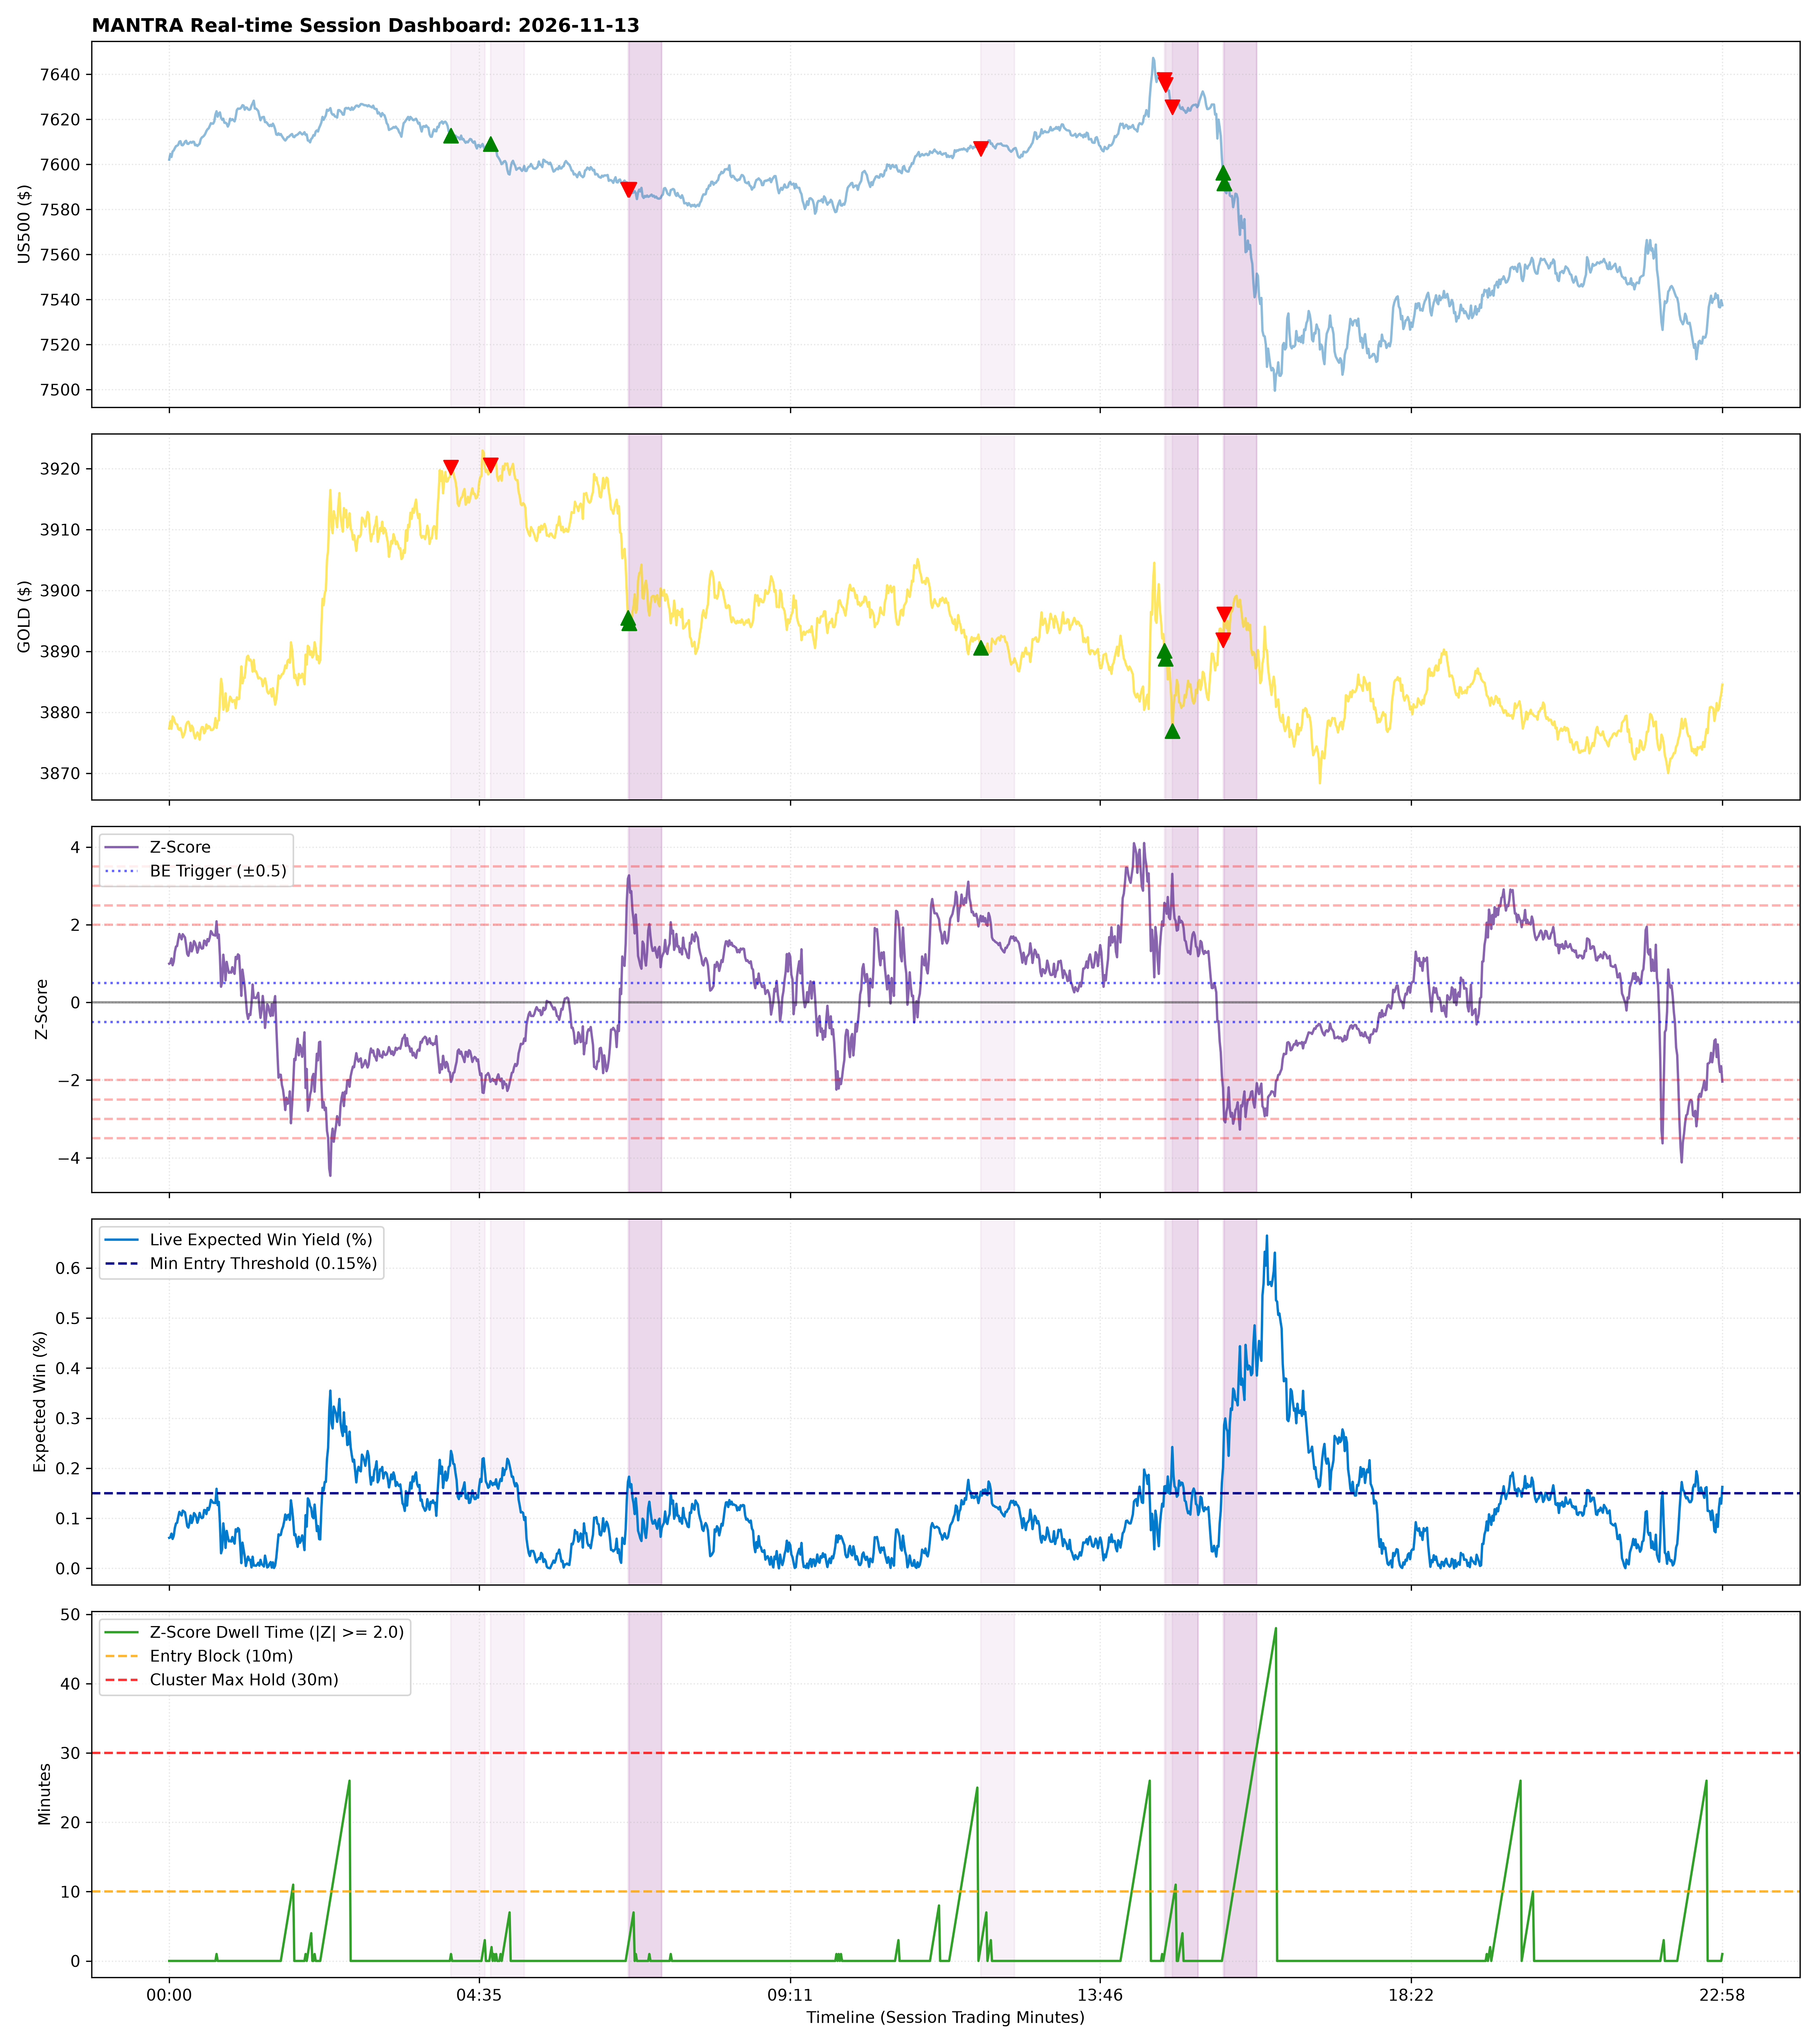 MANTRA Real-time Session Dashboard: 2026-11-13
US500 ($)
7640
7620
7600
7580
7560
7540
7520
7500
GOLD ($)
3920
3910
3900
3890
3880
3870
Z-Score
BE Trigger (±0.5)
Z-Score
4
2
0
−2
−4
Live Expected Win Yield (%)
Min Entry Threshold (0.15%)
Expected Win (%)
0.6
0.5
0.4
0.3
0.2
0.1
0.0
Z-Score Dwell Time (|Z| >= 2.0)
Entry Block (10m)
Cluster Max Hold (30m)
Minutes
50
40
30
20
10
0
00:00
04:35
09:11
13:46
18:22
22:58
Timeline (Session Trading Minutes)